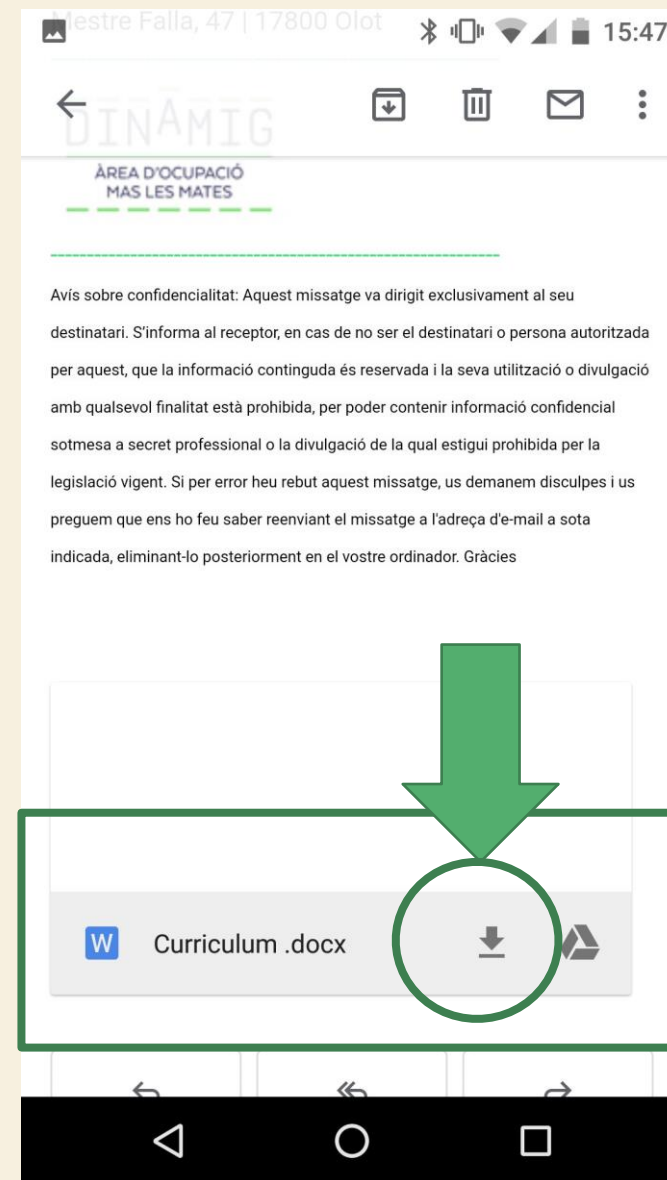 Mestre Falla, 47 | 17800 Olot
15:47
DINÀMIG
ÀREA D'OCUPACIÓ
MAS LES MATES
Avís sobre confidencialitat: Aquest missatge va dirigit exclusivament al seu
destinatari. S'informa al receptor, en cas de no ser el destinatari o persona autoritzada
per aquest, que la informació continguda és reservada i la seva utilització o divulgació
amb qualsevol finalitat està prohibida, per poder contenir informació confidencial
sotmesa a secret professional o la divulgació de la qual estigui prohibida per la
legislació vigent. Si per error heu rebut aquest missatge, us demanem disculpes i us
preguem que ens ho feu saber reenviant el missatge a l'adreça d'e-mail a sota
indicada, eliminant-lo posteriorment en el vostre ordinador. Gràcies
W Curriculum .docx